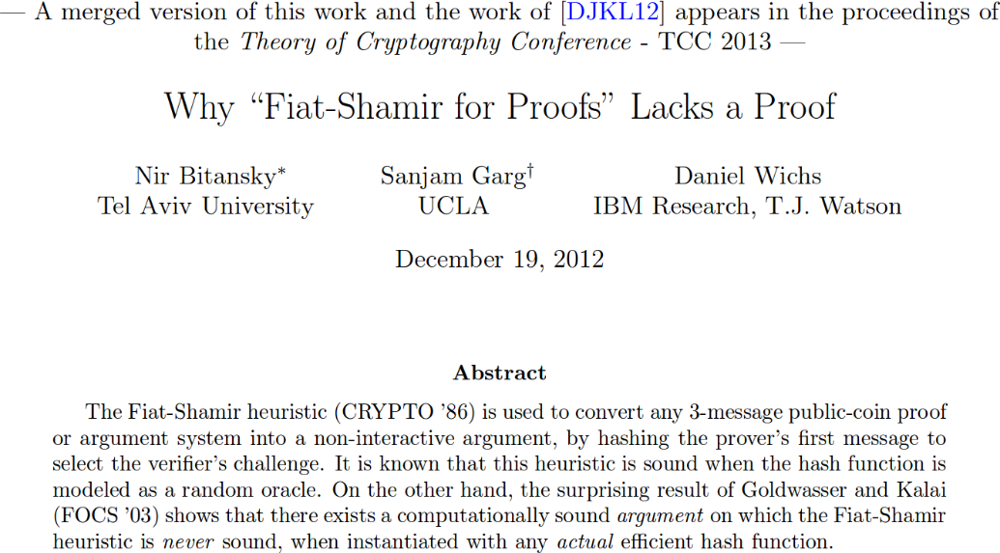 — A merged version of this work and the work of [DJKL12] appears in the proceedings of
the Theory of Cryptography Conference - TCC 2013 —
Why “Fiat-Shamir for Proofs” Lacks a Proof
Nir Bitansky* Sanjam Garg† Daniel Wichs
Tel Aviv University UCLA IBM Research, T.J. Watson
December 19, 2012
Abstract
The Fiat-Shamir heuristic (CRYPTO ’86) is used to convert any 3-message public-coin proof
or argument system into a non-interactive argument, by hashing the prover’s first message to
select the verifier’s challenge. It is known that this heuristic is sound when the hash function is
modeled as a random oracle. On the other hand, the surprising result of Goldwasser and Kalai
(FOCS ’03) shows that there exists a computationally sound argument on which the Fiat-Shamir
heuristic is never sound, when instantiated with any actual efficient hash function.